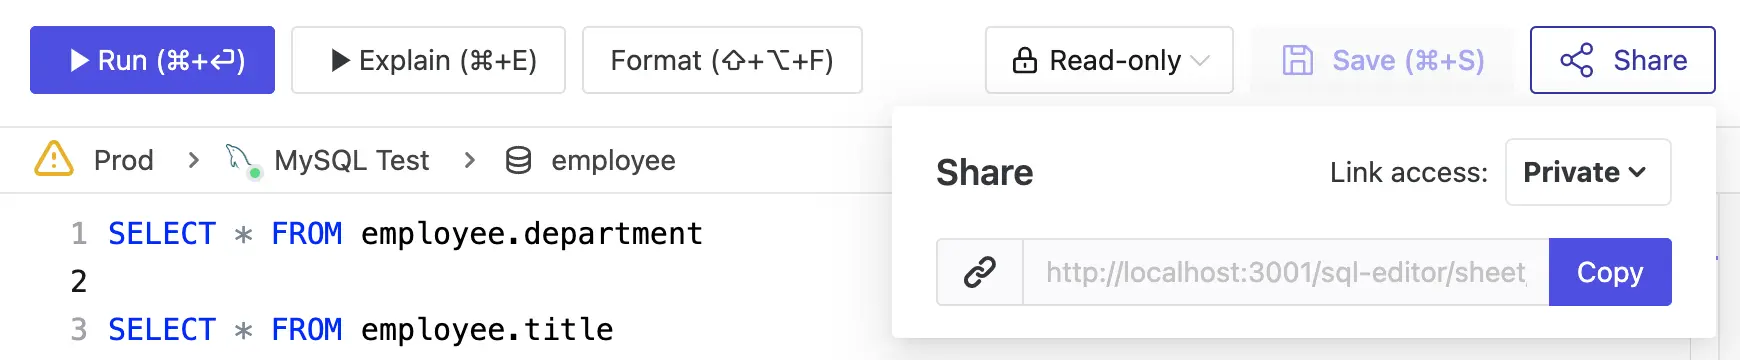 Run (⌘+⏎) Explain (⌘+E) Format (⇧+⌥+F) Read-only Save (⌘+S) Share
Prod > MySQL Test > employee
Share Link access: Private
http://localhost:3001/sql-editor/sheet Copy
1 SELECT * FROM employee.department
2
3 SELECT * FROM employee.title